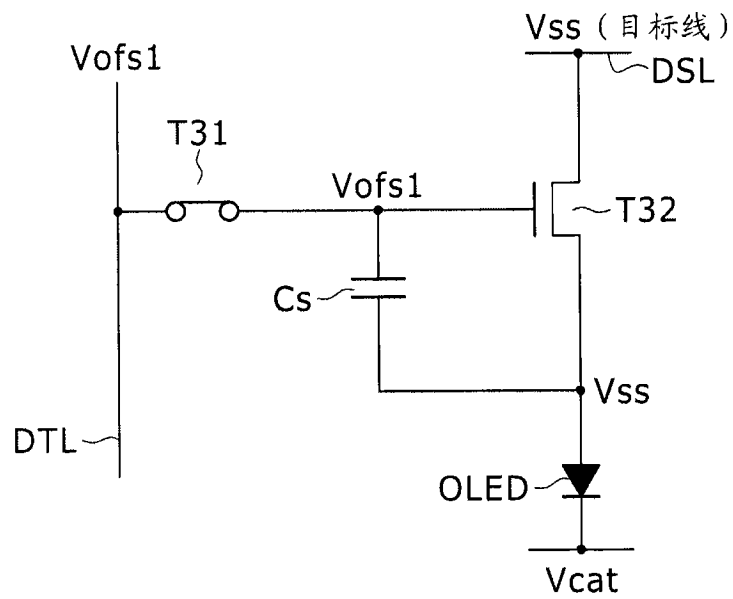 Vss（目标线）
Vofs1
DSL
T31
Vofs1
T32
Cs
Vss
DTL
OLED
Vcat